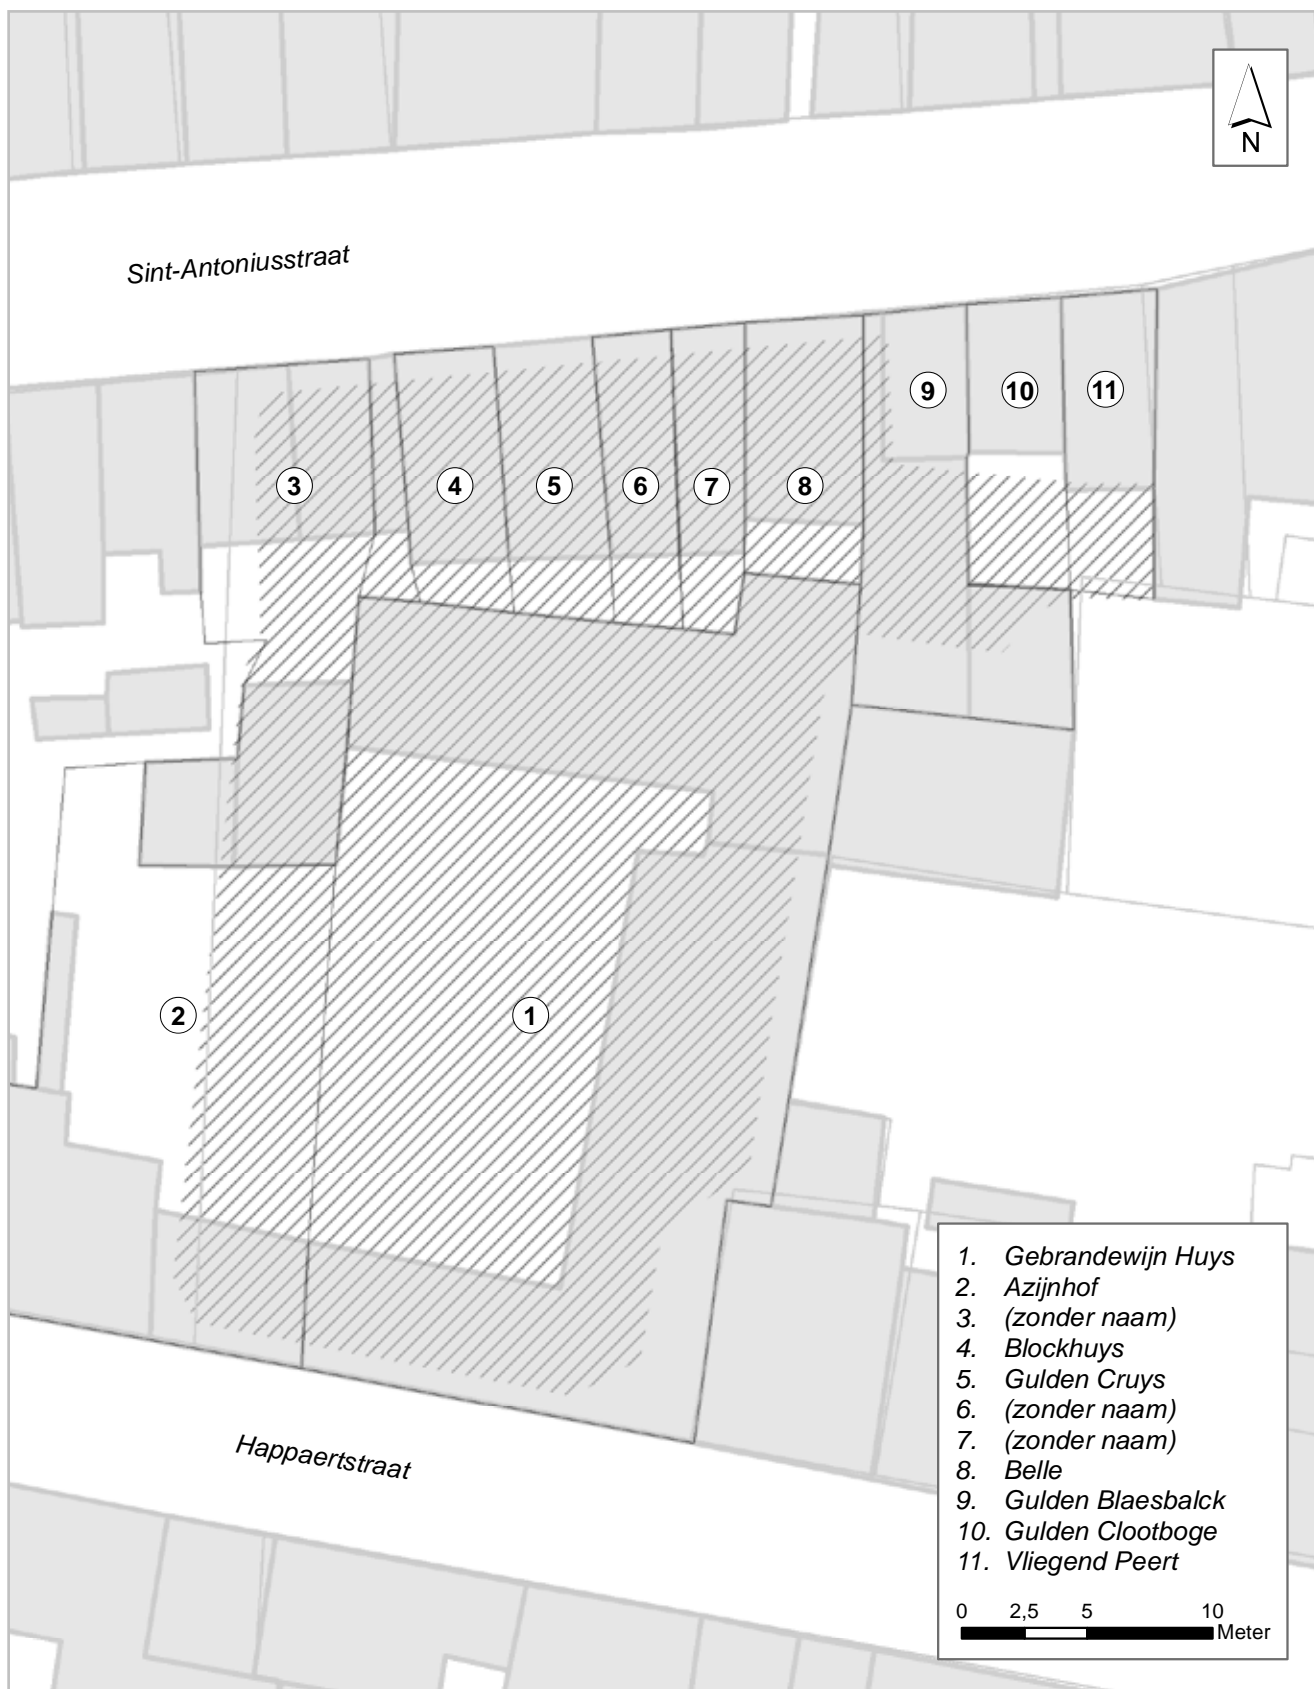 N
Sint-Antoniusstraat
9
10
11
3
4
5
6
7
8
2
1
Happaertstraat
1. Gebrandewijn Huys
2. Azijnhof
3. (zonder naam)
4. Blockhuys
5. Gulden Cruys
6. (zonder naam)
7. (zonder naam)
8. Belle
9. Gulden Blaesbalck
10. Gulden Clootboge
11. Vliegend Peert
0 2,5 5 10
Meter